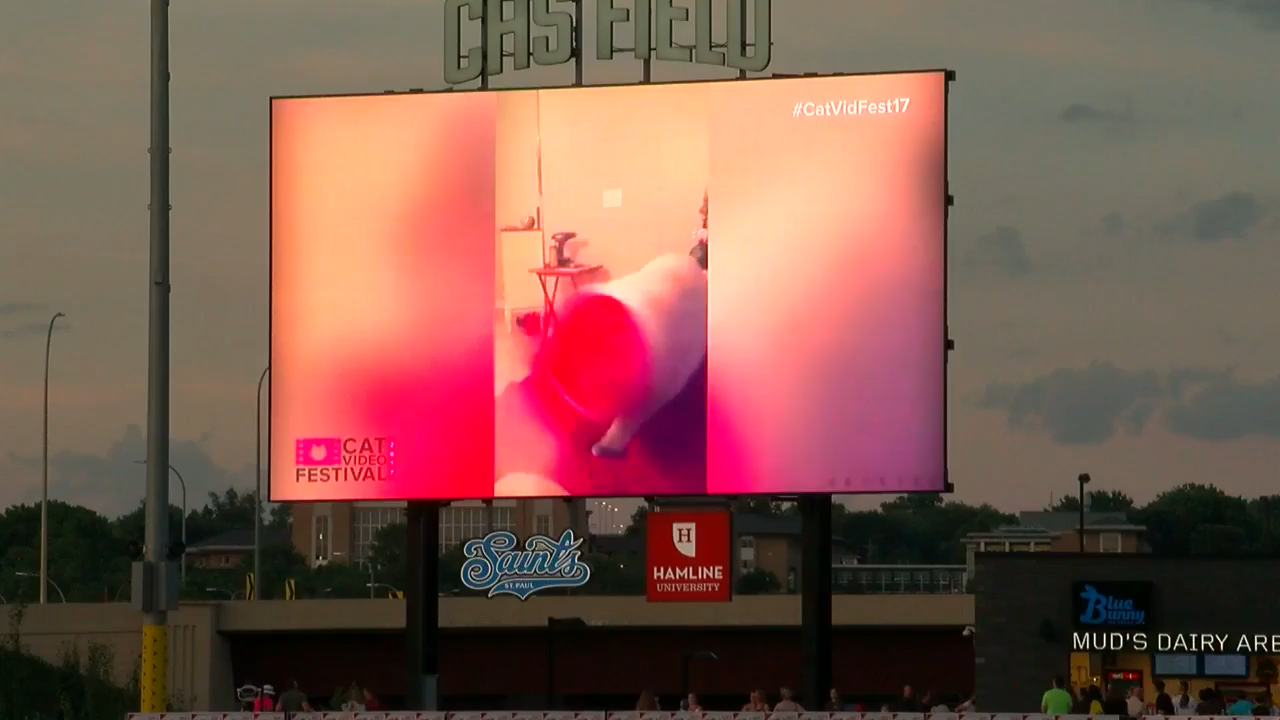 CHS FIELD
#CatVidFest17
CAT
VIDEO
FESTIVAL
Saints
ST. PAUL
H
HAMLINE
UNIVERSITY
Blue
Bunny
MUD'S DAIRY ARE